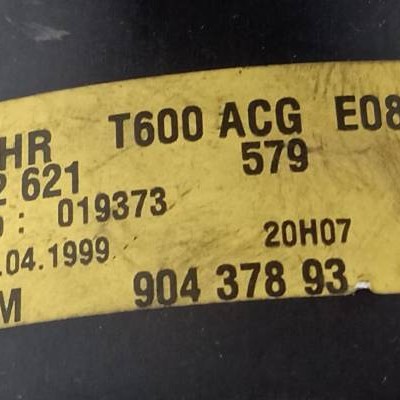 HR T600 ACG E08
2 621 579
: 019373
.04.1999 20H07
M 904 378 93